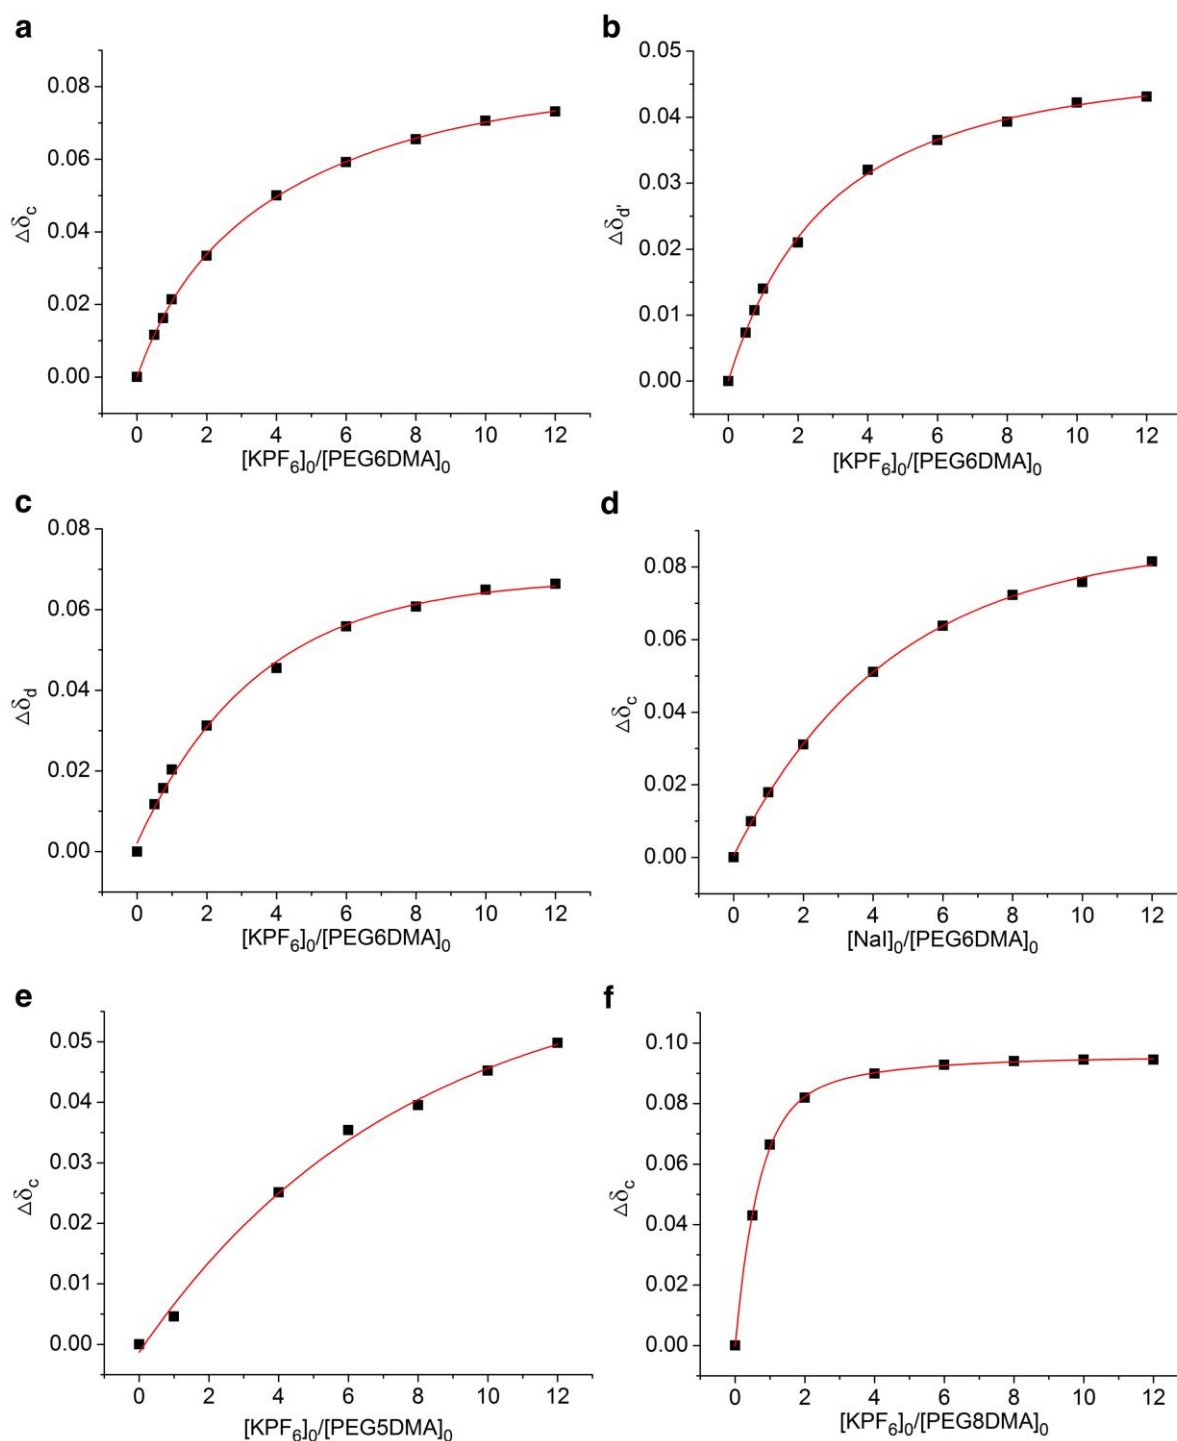 a
0.08
0.06
0.04
0.02
0.00
Δδc
0 2 4 6 8 10 12
[KPF6]0/[PEG6DMA]0
b
0.05
0.04
0.03
0.02
0.01
0.00
Δδd'
0 2 4 6 8 10 12
[KPF6]0/[PEG6DMA]0
c
0.08
0.06
0.04
0.02
0.00
Δδd
0 2 4 6 8 10 12
[KPF6]0/[PEG6DMA]0
d
0.08
0.06
0.04
0.02
0.00
Δδc
0 2 4 6 8 10 12
[NaI]0/[PEG6DMA]0
e
0.05
0.04
0.03
0.02
0.01
0.00
Δδc
0 2 4 6 8 10 12
[KPF6]0/[PEG5DMA]0
f
0.10
0.08
0.06
0.04
0.02
0.00
Δδc
0 2 4 6 8 10 12
[KPF6]0/[PEG8DMA]0